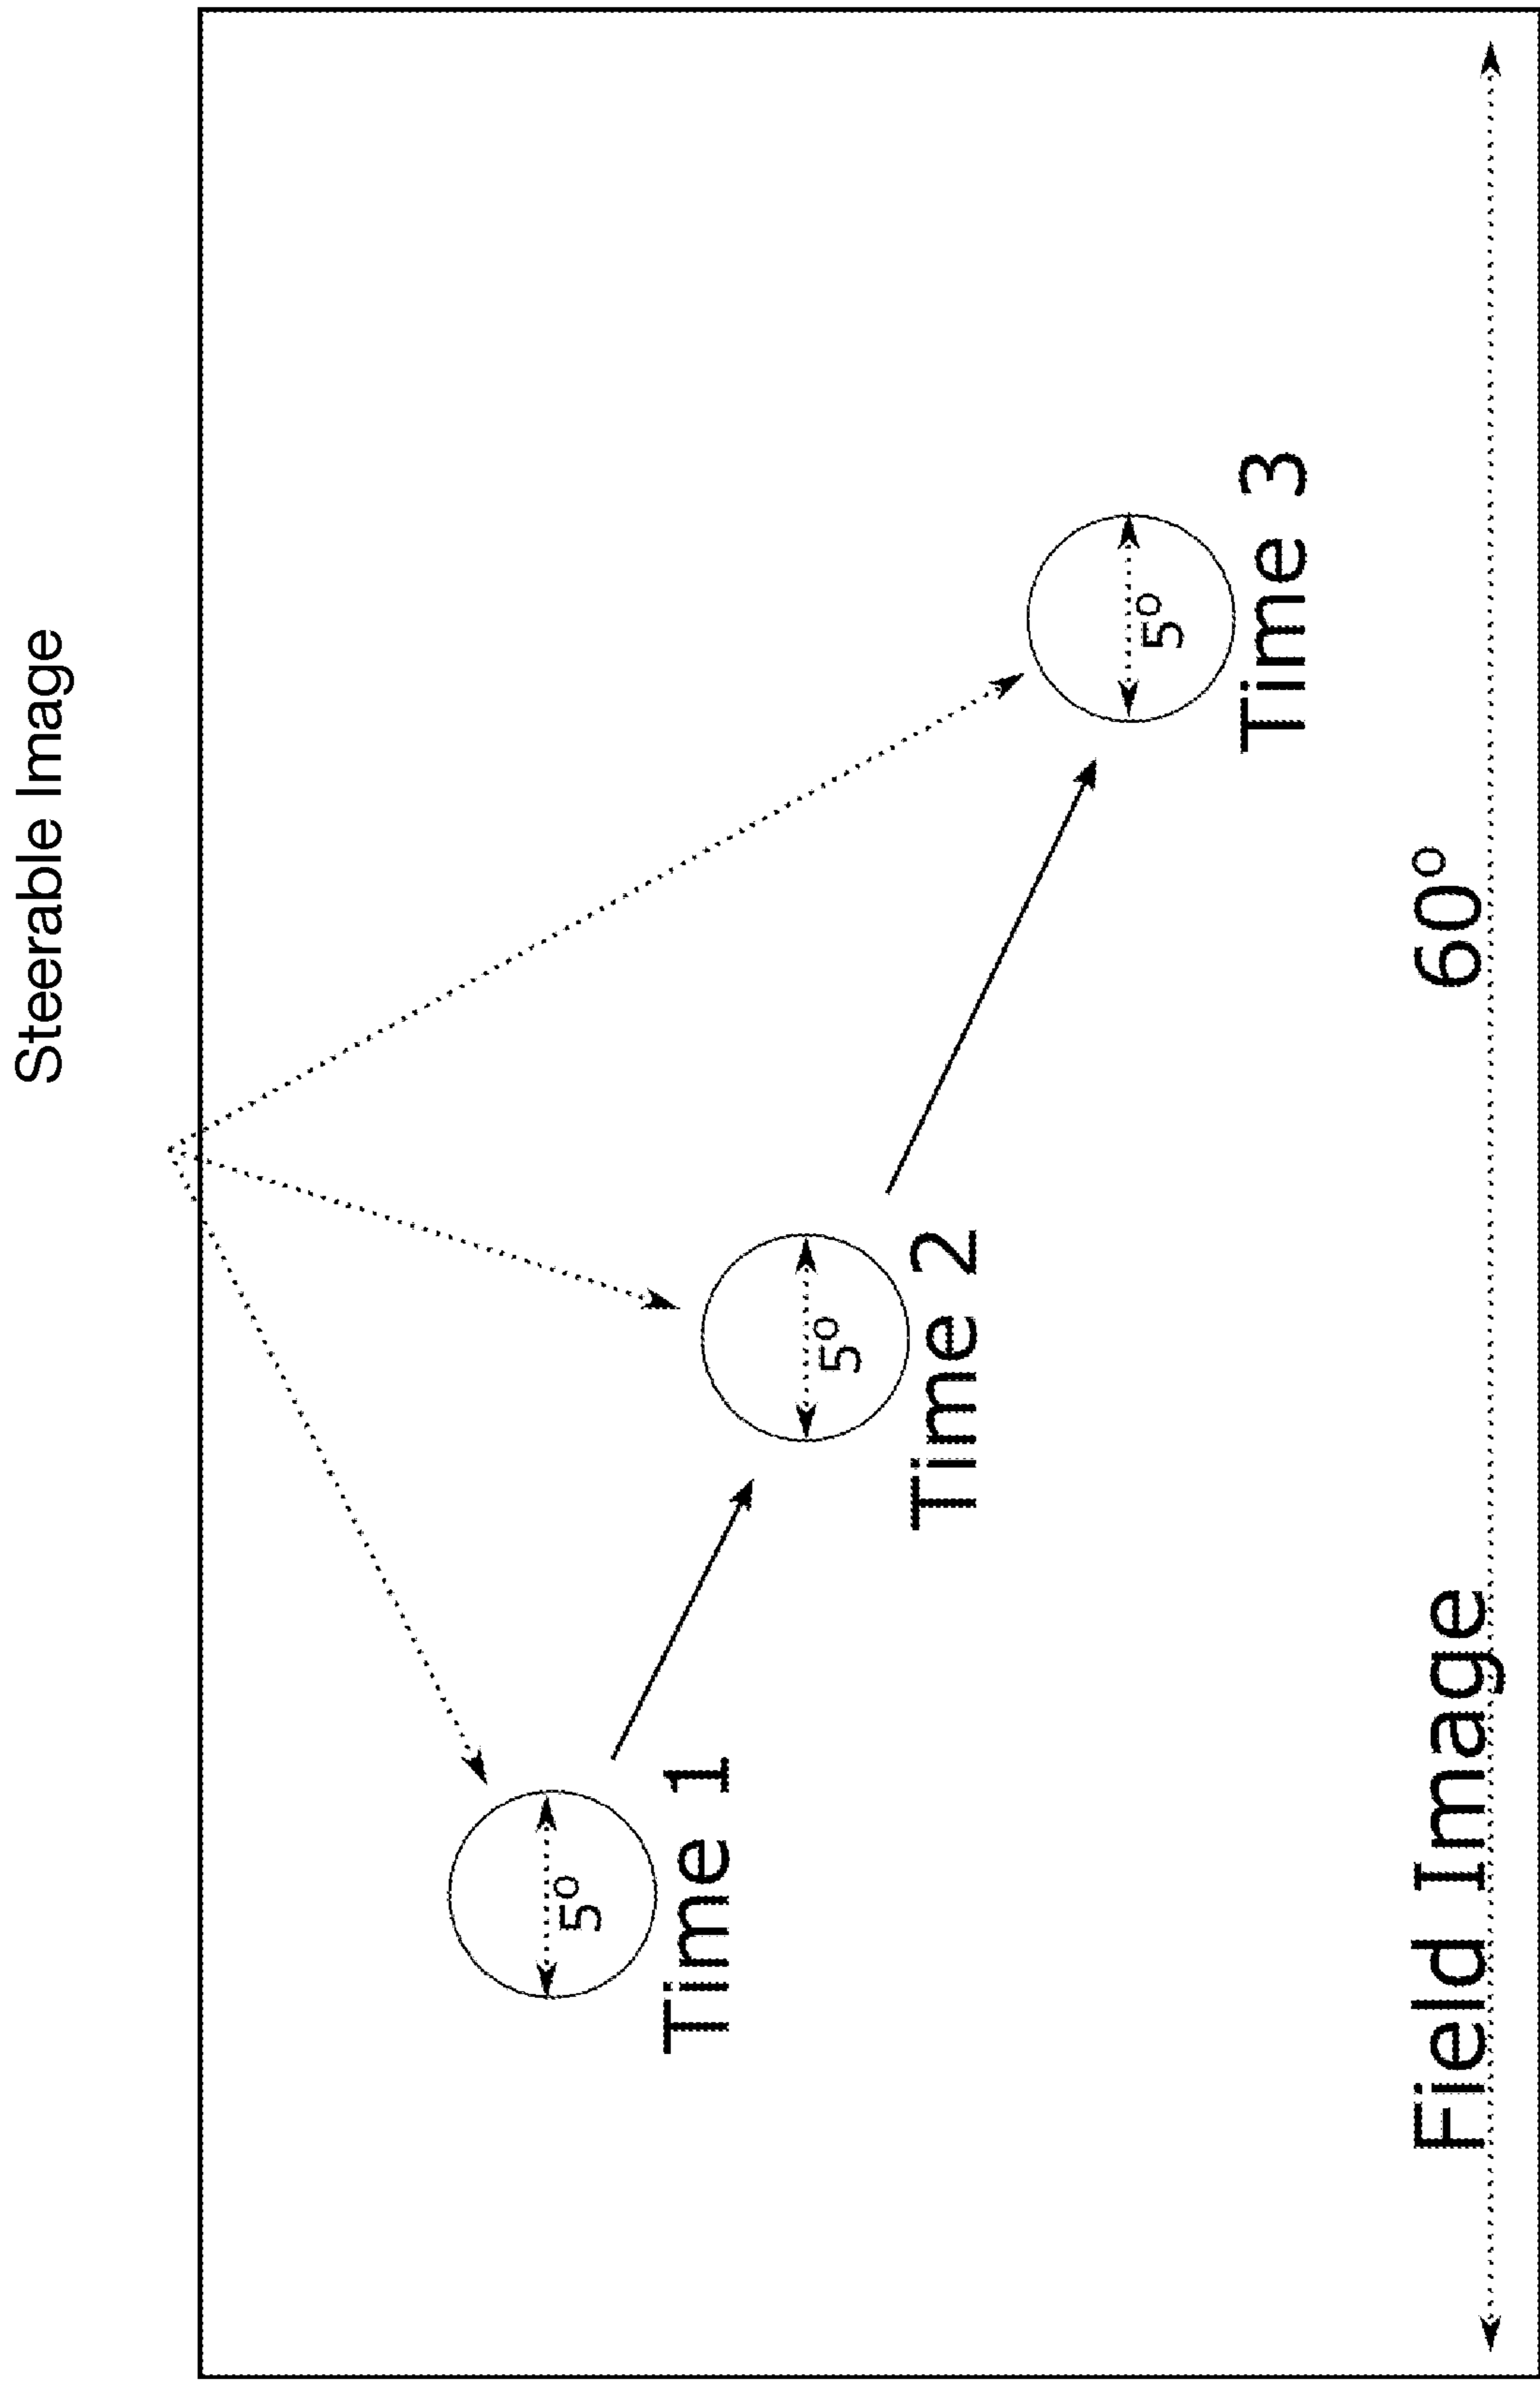 Steerable Image
5°
Time 1
5°
Time 2
5°
Time 3
Field Image
60°